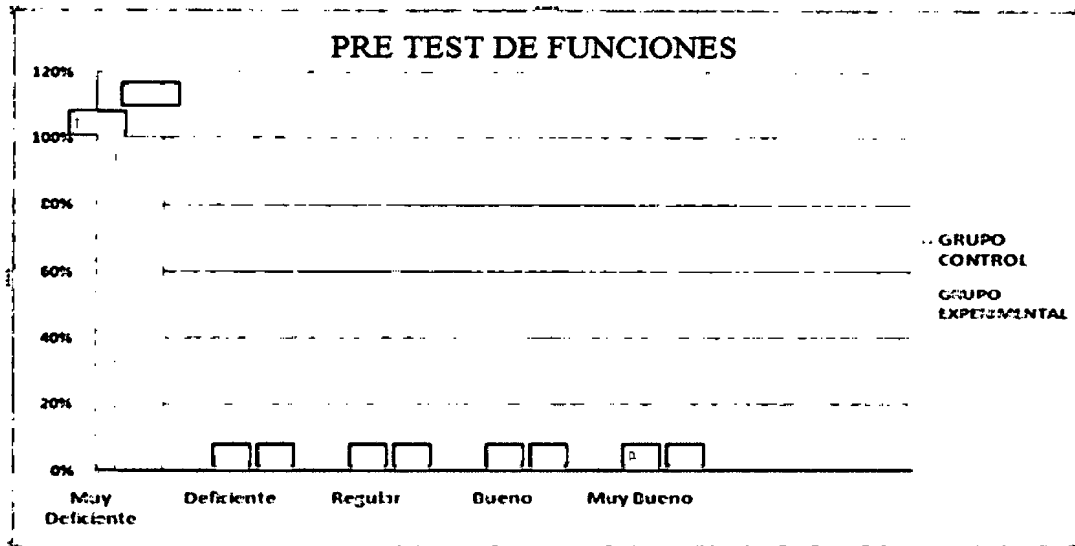 PRE TEST DE FUNCIONES
120%
100%
80%
60%
40%
20%
0%
Muy Deficiente
Deficiente
Regular
Bueno
Muy Bueno
GRUPO
CONTROL
GRUPO
EXPERIMENTAL